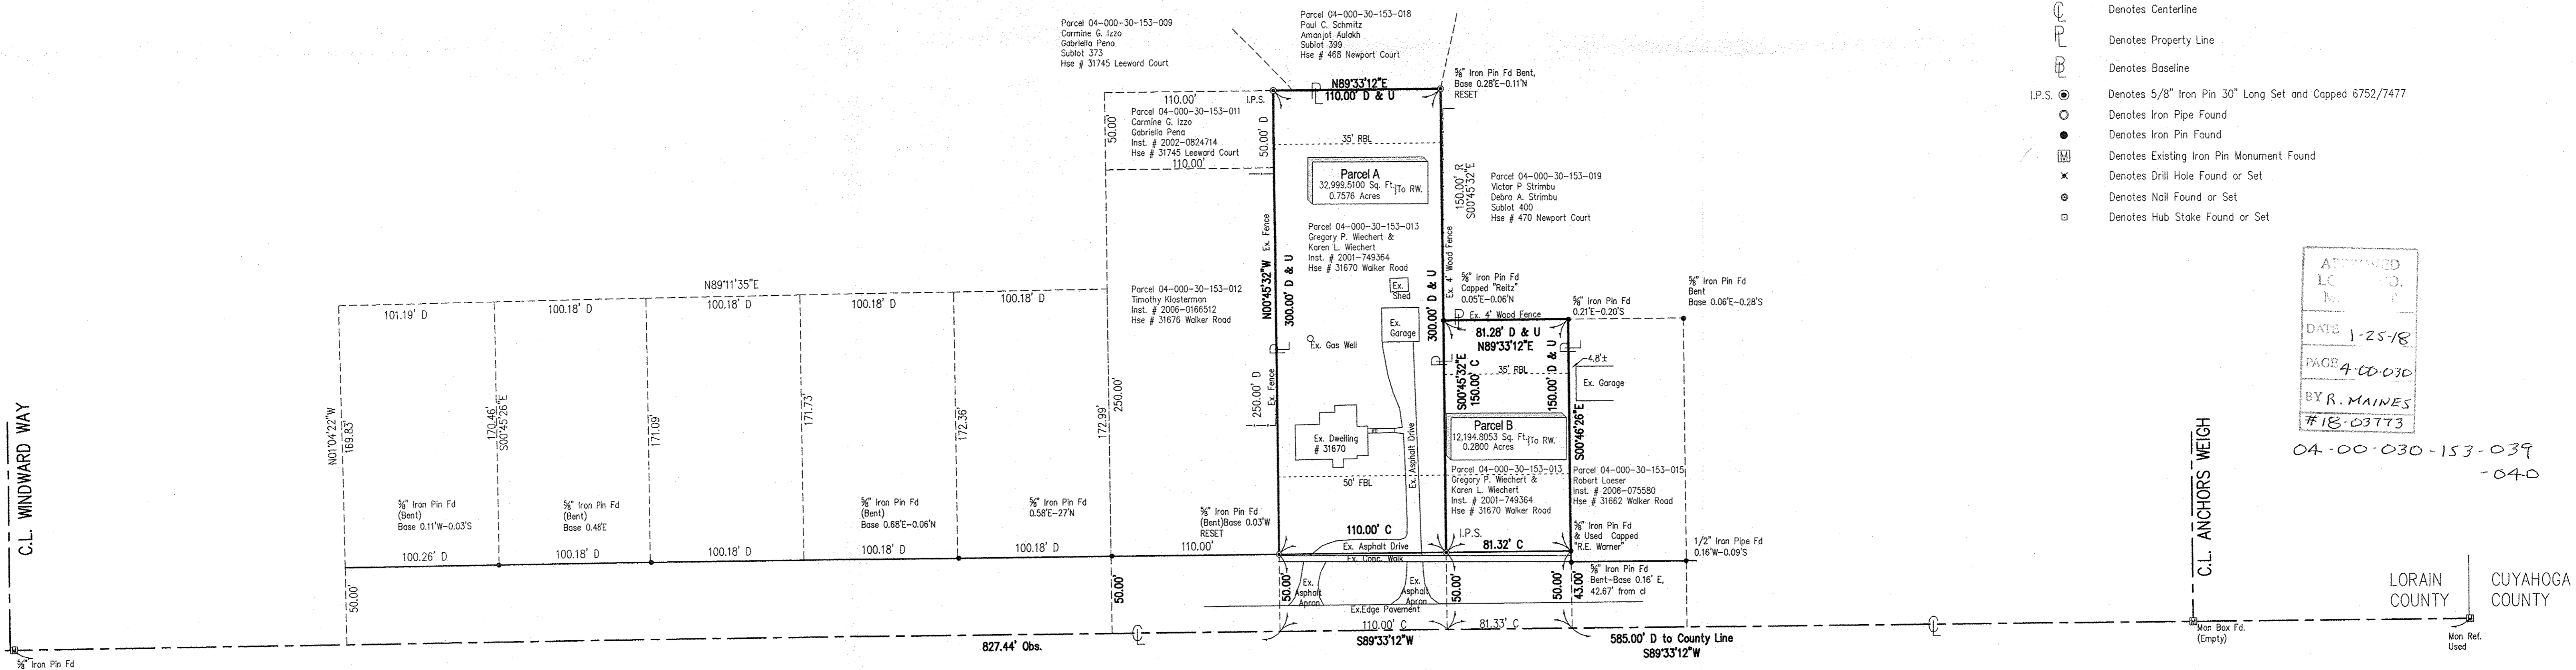 Parcel 04-000-30-153-009
Carmine G. Izzo
Gabriella Pena
Sublot 373
Hse # 31745 Leeward Court
Parcel 04-000-30-153-018
Paul C. Schmitz
Amanjot Aulakh
Sublot 399
Hse # 468 Newport Court
N89°33'12"E
110.00' D & U
⅝" Iron Pin Fd Bent,
Base 0.28'E-0.11'N
RESET
I.P.S.
110.00'
50.00'
Parcel 04-000-30-153-011
Carmine G. Izzo
Gabriella Pena
Inst. # 2002-0824714
Hse # 31745 Leeward Court
110.00'
50.00' D
35' RBL
Parcel A
32,999.5100 Sq. Ft. To RW.
0.7576 Acres
150.00' R
S00°45'32"E
Parcel 04-000-30-153-019
Victor P Strimbu
Debra A. Strimbu
Sublot 400
Hse # 470 Newport Court
Parcel 04-000-30-153-013
Gregory P. Wiechert &
Karen L. Wiechert
Inst. # 2001-749364
Hse # 31670 Walker Road
Ex. Fence
N00°45'32"W
300.00' D & U
Ex. 4' Wood Fence
300.00' D & U
Ex. Shed
Ex. Garage
Ex. Gas Well
Parcel 04-000-30-153-012
Timothy Klosterman
Inst. # 2006-0166512
Hse # 31676 Walker Road
⅝" Iron Pin Fd
Capped "Reitz"
0.05'E-0.06'N
⅝" Iron Pin Fd
0.21'E-0.20'S
⅝" Iron Pin Fd
Bent
Base 0.06'E-0.28'S
Ex. 4' Wood Fence
81.28' D & U
N89°33'12"E
35' RBL
S00°45'32"E
150.00' C
150.00' D & U
S00°46'26"E
4.8'±
Ex. Garage
Parcel B
12,194.8053 Sq. Ft. To RW.
0.2800 Acres
Parcel 04-000-30-153-013
Gregory P. Wiechert &
Karen L. Wiechert
Inst. # 2001-749364
Hse # 31670 Walker Road
Parcel 04-000-30-153-015
Robert Loeser
Inst. # 2006-075580
Hse # 31662 Walker Road
250.00' D
Ex. Fence
Ex. Dwelling
# 31670
Ex. Asphalt Drive
50' FBL
N89°11'35"E
101.19' D
100.18' D
100.18' D
100.18' D
100.18' D
N01°04'22"W
169.83'
170.46'
S00°45'26"E
171.09'
171.73'
172.36'
172.99'
250.00'
⅝" Iron Pin Fd
(Bent)
Base 0.11'W-0.03'S
⅝" Iron Pin Fd
(Bent)
Base 0.48'E
⅝" Iron Pin Fd
(Bent)
Base 0.68'E-0.06'N
⅝" Iron Pin Fd
0.58'E-27'N
⅝" Iron Pin Fd
(Bent)Base 0.03'W
RESET
100.26' D
100.18' D
100.18' D
100.18' D
100.18' D
110.00'
110.00' C
Ex. Asphalt Drive
Ex. Conc. Walk
I.P.S.
81.32' C
⅝" Iron Pin Fd
& Used Capped
"R.E. Warner"
1/2" Iron Pipe Fd
0.16'W-0.09'S
⅝" Iron Pin Fd
Bent-Base 0.16' E,
42.67' from cl
50.00'
50.00'
50.00'
50.00'
50.00'
43.00'
Ex. Asphalt Apron
Ex. Asphalt Apron
Ex.Edge Pavement
110.00' C
81.33' C
827.44' Obs.
S89°33'12"W
585.00' D to County Line
S89°33'12"W
C.L. WINDWARD WAY
⅝" Iron Pin Fd
C.L. ANCHORS WEIGH
Mon Box Fd.
(Empty)
LORAIN COUNTY
CUYAHOGA COUNTY
Mon Ref.
Used
Denotes Centerline
Denotes Property Line
Denotes Baseline
I.P.S. Denotes 5/8" Iron Pin 30" Long Set and Capped 6752/7477
Denotes Iron Pipe Found
Denotes Iron Pin Found
Denotes Existing Iron Pin Monument Found
Denotes Drill Hole Found or Set
Denotes Nail Found or Set
Denotes Hub Stake Found or Set
DATE 1-25-18
PAGE 4-00-030
BY R. MAINES
#18-03773
04-00-030-153-039
-040